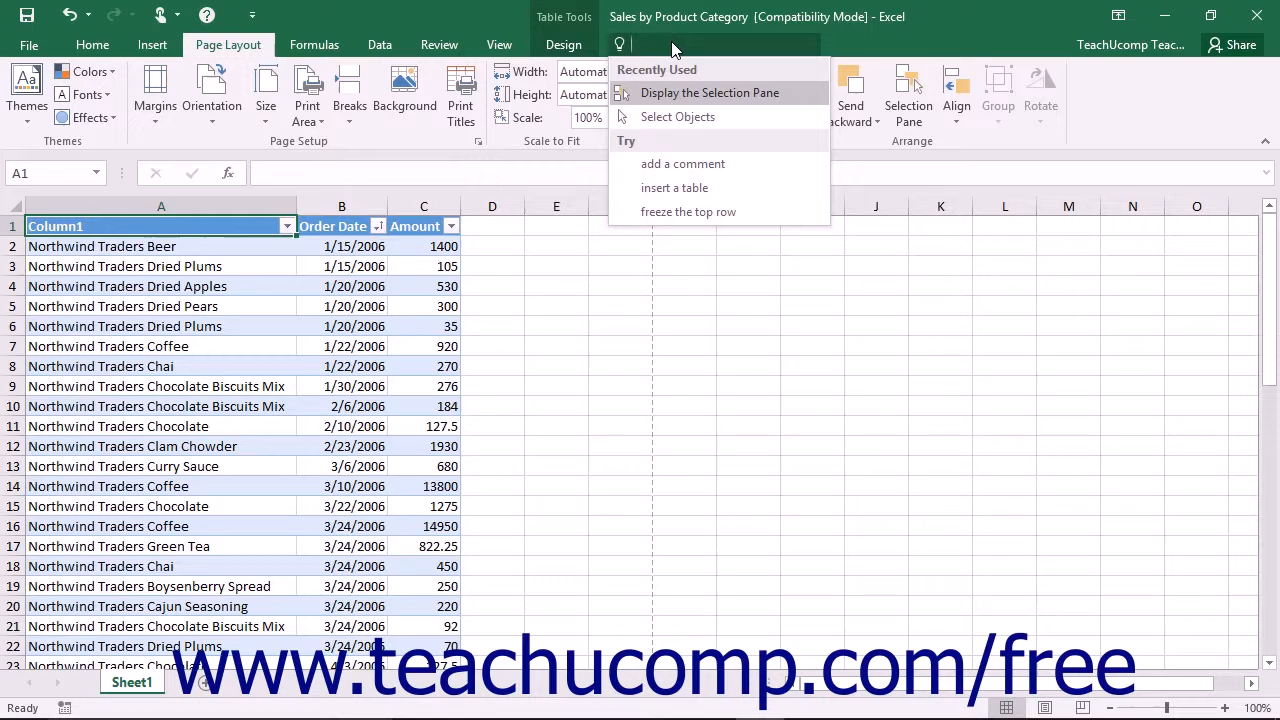 Table Tools
Sales by Product Category [Compatibility Mode] - Excel
File Home Insert Page Layout Formulas Data Review View Design
TeachUcomp Teac... Share
Themes
Colors
Fonts
Effects
Themes
Margins
Orientation
Size
Print Area
Breaks
Background
Print Titles
Page Setup
Width: Automat
Height: Automat
Scale: 100%
Scale to Fit
Recently Used
Display the Selection Pane
Select Objects
Try
add a comment
insert a table
freeze the top row
Send
ackward
Selection Pane
Align
Group
Rotate
Arrange
A1
fx
A B C D E J K L M N O
1 Column1 Order Date Amount
2 Northwind Traders Beer 1/15/2006 1400
3 Northwind Traders Dried Plums 1/15/2006 105
4 Northwind Traders Dried Apples 1/20/2006 530
5 Northwind Traders Dried Pears 1/20/2006 300
6 Northwind Traders Dried Plums 1/20/2006 35
7 Northwind Traders Coffee 1/22/2006 920
8 Northwind Traders Chai 1/22/2006 270
9 Northwind Traders Chocolate Biscuits Mix 1/30/2006 276
10 Northwind Traders Chocolate Biscuits Mix 2/6/2006 184
11 Northwind Traders Chocolate 2/10/2006 127.5
12 Northwind Traders Clam Chowder 2/23/2006 1930
13 Northwind Traders Curry Sauce 3/6/2006 680
14 Northwind Traders Coffee 3/10/2006 13800
15 Northwind Traders Chocolate 3/22/2006 1275
16 Northwind Traders Coffee 3/24/2006 14950
17 Northwind Traders Green Tea 3/24/2006 822.25
18 Northwind Traders Chai 3/24/2006 450
19 Northwind Traders Boysenberry Spread 3/24/2006 250
20 Northwind Traders Cajun Seasoning 3/24/2006 220
21 Northwind Traders Chocolate Biscuits Mix 3/24/2006 92
22 Northwind Traders Dried Plums 3/24/2006 70
23 Northwind Traders
www.teachucomp.com/free
Sheet1
Ready
100%